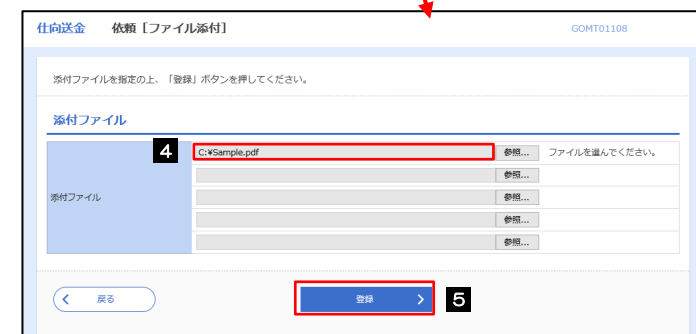 仕向送金 依頼［ファイル添付］ GOMT01108
添付ファイルを指定の上、「登録」ボタンを押してください。
添付ファイル
4 C:¥Sample.pdf 参照... ファイルを選んでください。
参照...
添付ファイル 参照...
参照...
参照...
戻る 登録 5